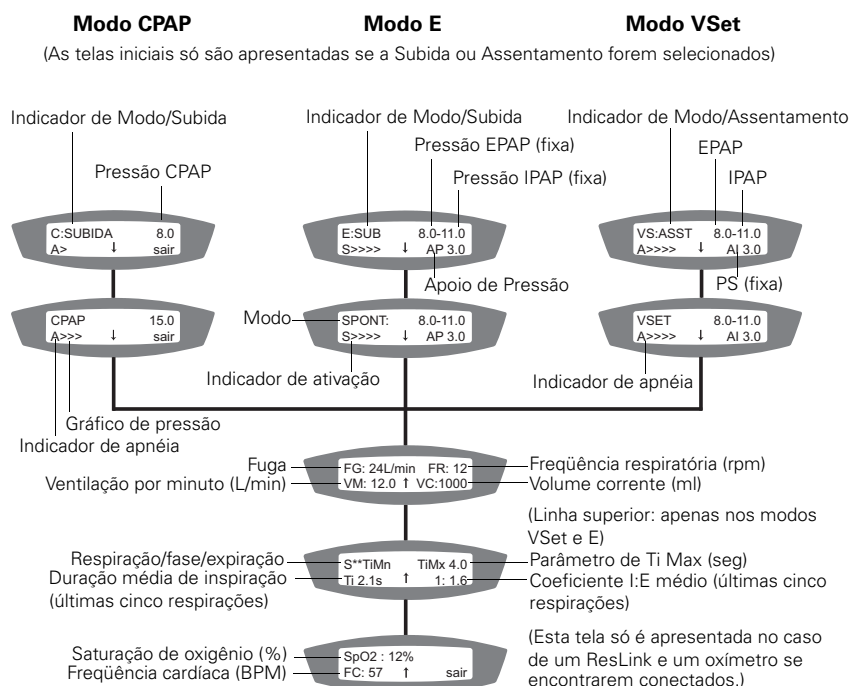 Modo CPAP
Modo E
Modo VSet
(As telas iniciais só são apresentadas se a Subida ou Assentamento forem selecionados)
Indicador de Modo/Subida
Pressão CPAP
C:SUBIDA 8.0
A> ↓ sair
CPAP 15.0
A>>> ↓ sair
Gráfico de pressão
Indicador de apnéia
Indicador de Modo/Subida
Pressão EPAP (fixa)
Pressão IPAP (fixa)
E:SUB 8.0-11.0
S>>>> ↓ AP 3.0
Apoio de Pressão
Modo
SPONT: 8.0-11.0
S>>>> ↓ AP 3.0
Indicador de ativação
Indicador de Modo/Assentamento
EPAP
IPAP
VS:ASST 8.0-11.0
A>>>> ↓ AI 3.0
PS (fixa)
VSET 8.0-11.0
A>>>> ↓ AI 3.0
Indicador de apnéia
Fuga
Ventilação por minuto (L/min)
FG: 24L/min FR: 12
VM: 12.0 ↑ VC:1000
Freqüência respiratória (rpm)
Volume corrente (ml)
(Linha superior: apenas nos modos
VSet e E)
Respiração/fase/expiração
Duração média de inspiração
(últimas cinco respirações)
S**TiMn TiMx 4.0
Ti 2.1s ↑ 1: 1.6
Parâmetro de Ti Max (seg)
Coeficiente I:E médio (últimas cinco
respirações)
Saturação de oxigênio (%)
Freqüência cardíaca (BPM)
SpO2 : 12%
FC: 57 ↑ sair
(Esta tela só é apresentada no caso
de um ResLink e um oxímetro se
encontrarem conectados.)